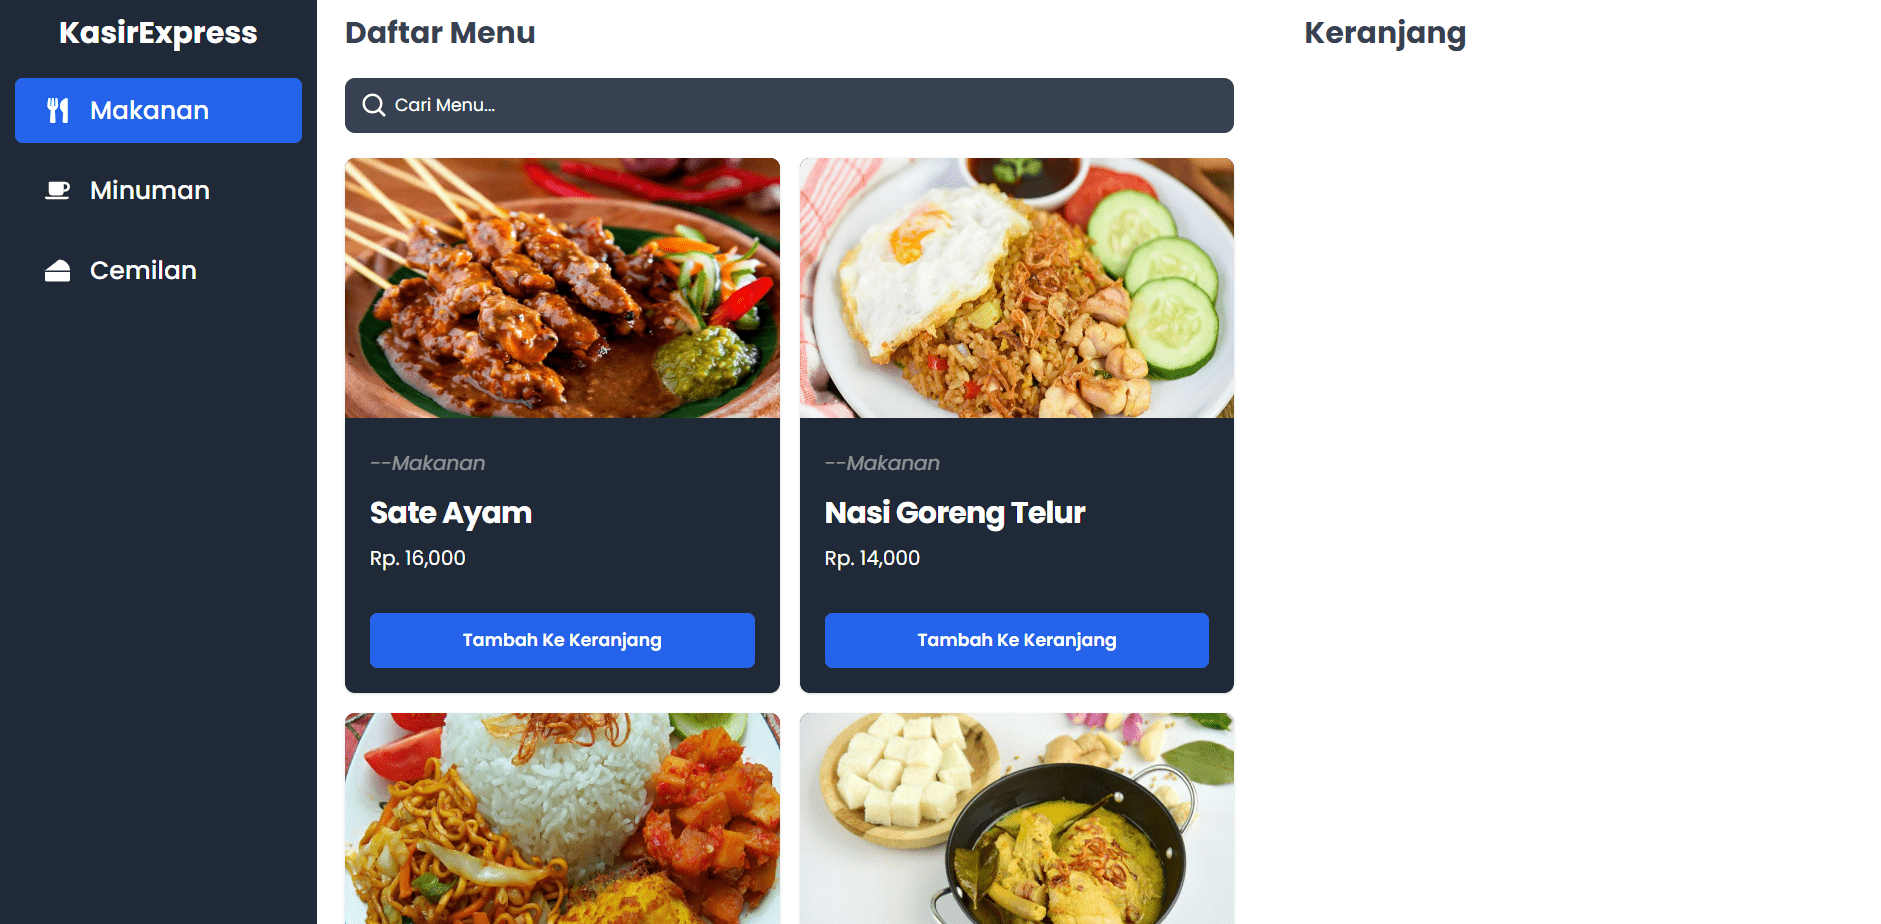 KasirExpress
Makanan
Minuman
Cemilan
Daftar Menu
Cari Menu...
--Makanan
Sate Ayam
Rp. 16,000
Tambah Ke Keranjang
--Makanan
Nasi Goreng Telur
Rp. 14,000
Tambah Ke Keranjang
Keranjang